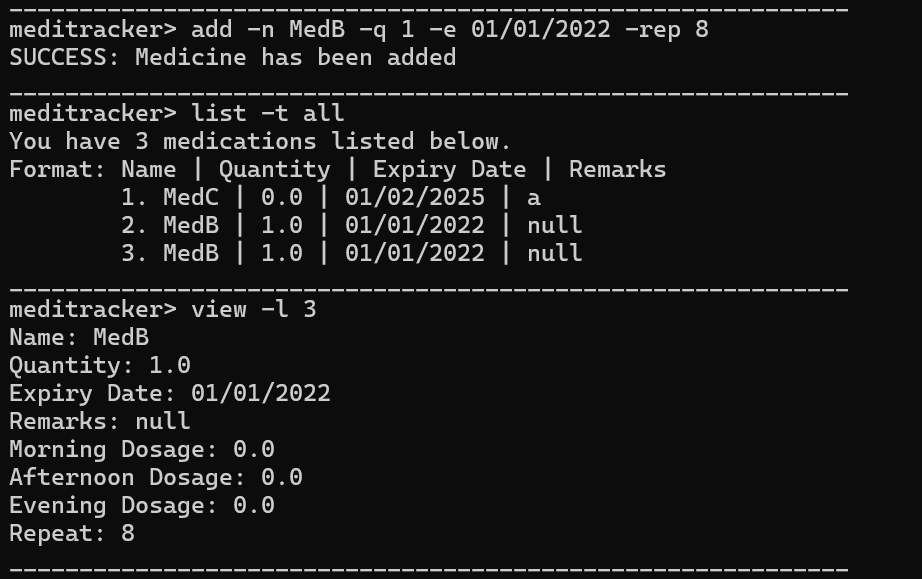 ____________________________________________________________
meditracker> add -n MedB -q 1 -e 01/01/2022 -rep 8
SUCCESS: Medicine has been added
____________________________________________________________
meditracker> list -t all
You have 3 medications listed below.
Format: Name | Quantity | Expiry Date | Remarks
        1. MedC | 0.0 | 01/02/2025 | a
        2. MedB | 1.0 | 01/01/2022 | null
        3. MedB | 1.0 | 01/01/2022 | null
____________________________________________________________
meditracker> view -l 3
Name: MedB
Quantity: 1.0
Expiry Date: 01/01/2022
Remarks: null
Morning Dosage: 0.0
Afternoon Dosage: 0.0
Evening Dosage: 0.0
Repeat: 8
____________________________________________________________